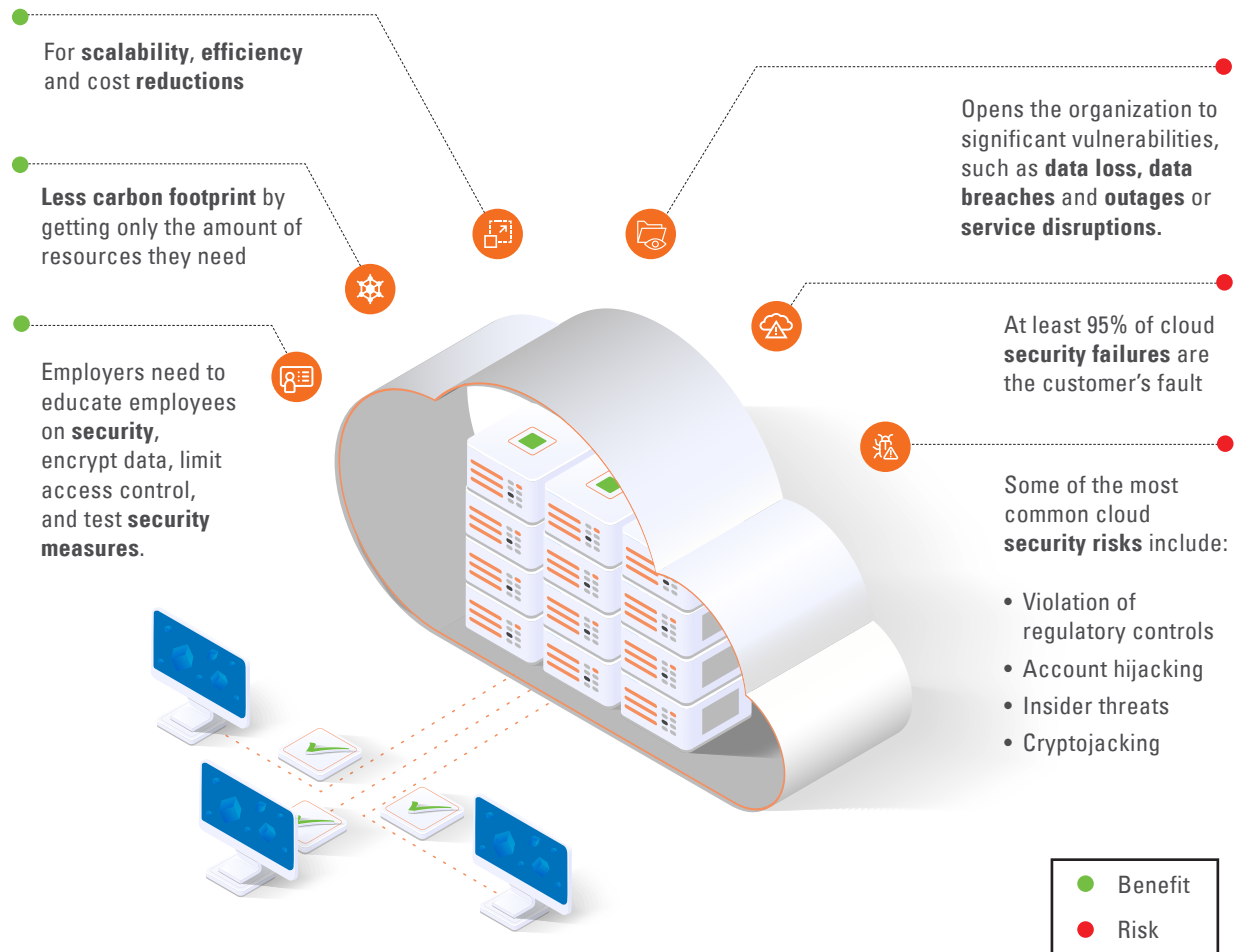 For scalability, efficiency
and cost reductions
Less carbon footprint by
getting only the amount of
resources they need
Employers need to
educate employees
on security,
encrypt data, limit
access control,
and test security
measures.
Opens the organization to
significant vulnerabilities,
such as data loss, data
breaches and outages or
service disruptions.
At least 95% of cloud
security failures are
the customer's fault
Some of the most
common cloud
security risks include:
• Violation of
regulatory controls
• Account hijacking
• Insider threats
• Cryptojacking
Benefit
Risk